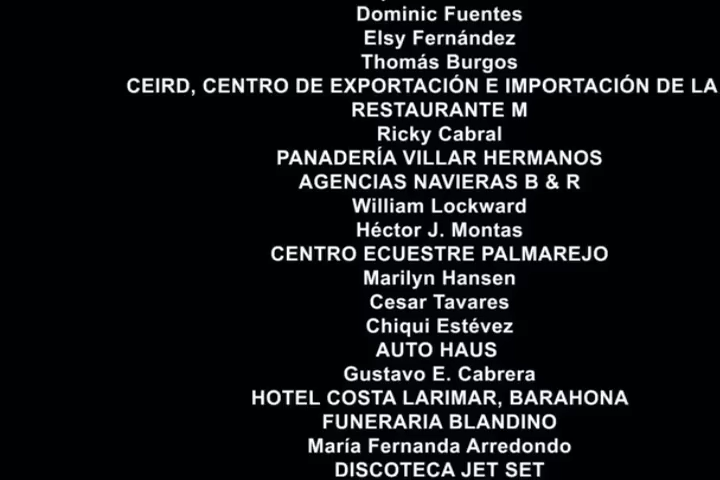 Dominic Fuentes
Elsy Fernández
Thomás Burgos
CEIRD, CENTRO DE EXPORTACIÓN E IMPORTACIÓN DE LA
RESTAURANTE M
Ricky Cabral
PANADERÍA VILLAR HERMANOS
AGENCIAS NAVIERAS B & R
William Lockward
Héctor J. Montas
CENTRO ECUESTRE PALMAREJO
Marilyn Hansen
Cesar Tavares
Chiqui Estévez
AUTO HAUS
Gustavo E. Cabrera
HOTEL COSTA LARIMAR, BARAHONA
FUNERARIA BLANDINO
María Fernanda Arredondo
DISCOTECA JET SET